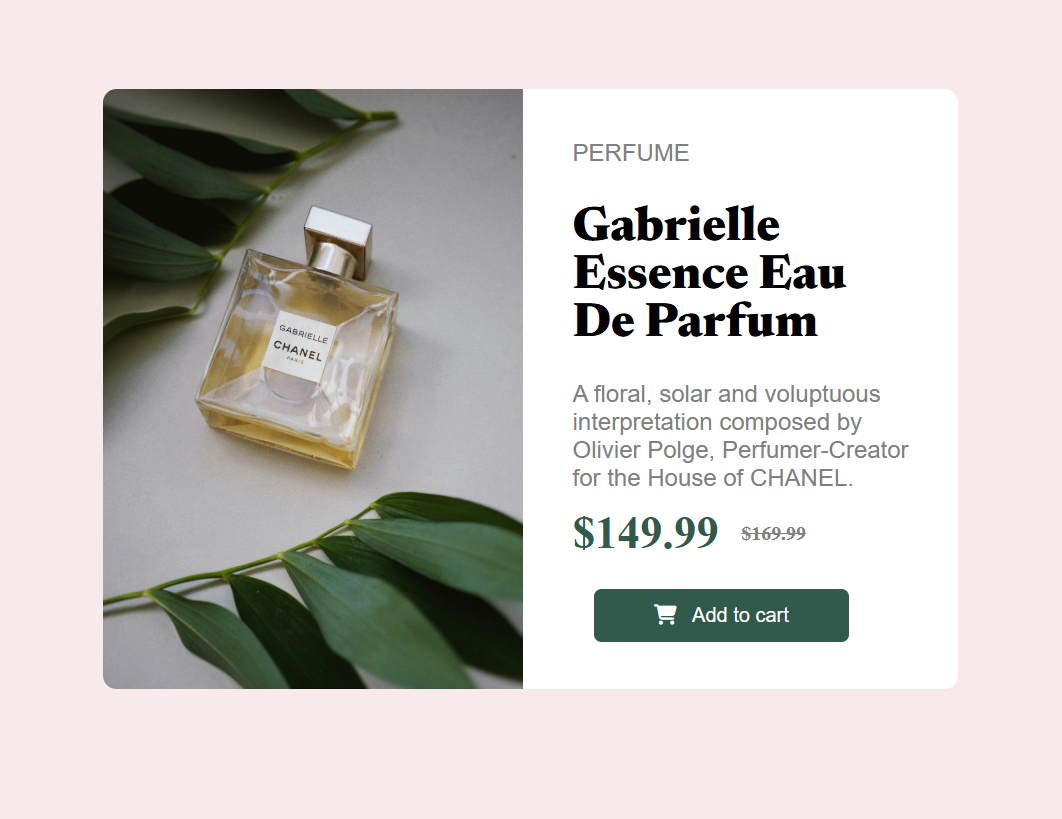 GABRIELLE
CHANEL
PARIS
PERFUME
Gabrielle
Essence Eau
De Parfum
A floral, solar and voluptuous
interpretation composed by
Olivier Polge, Perfumer-Creator
for the House of CHANEL.
$149.99 $169.99
Add to cart